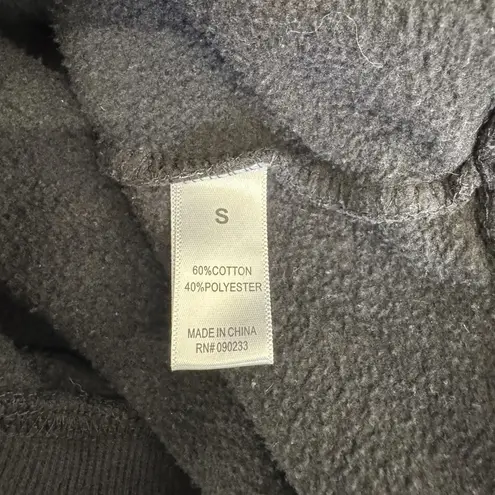 S
60%COTTON
40%POLYESTER
MADE IN CHINA
RN# 090233